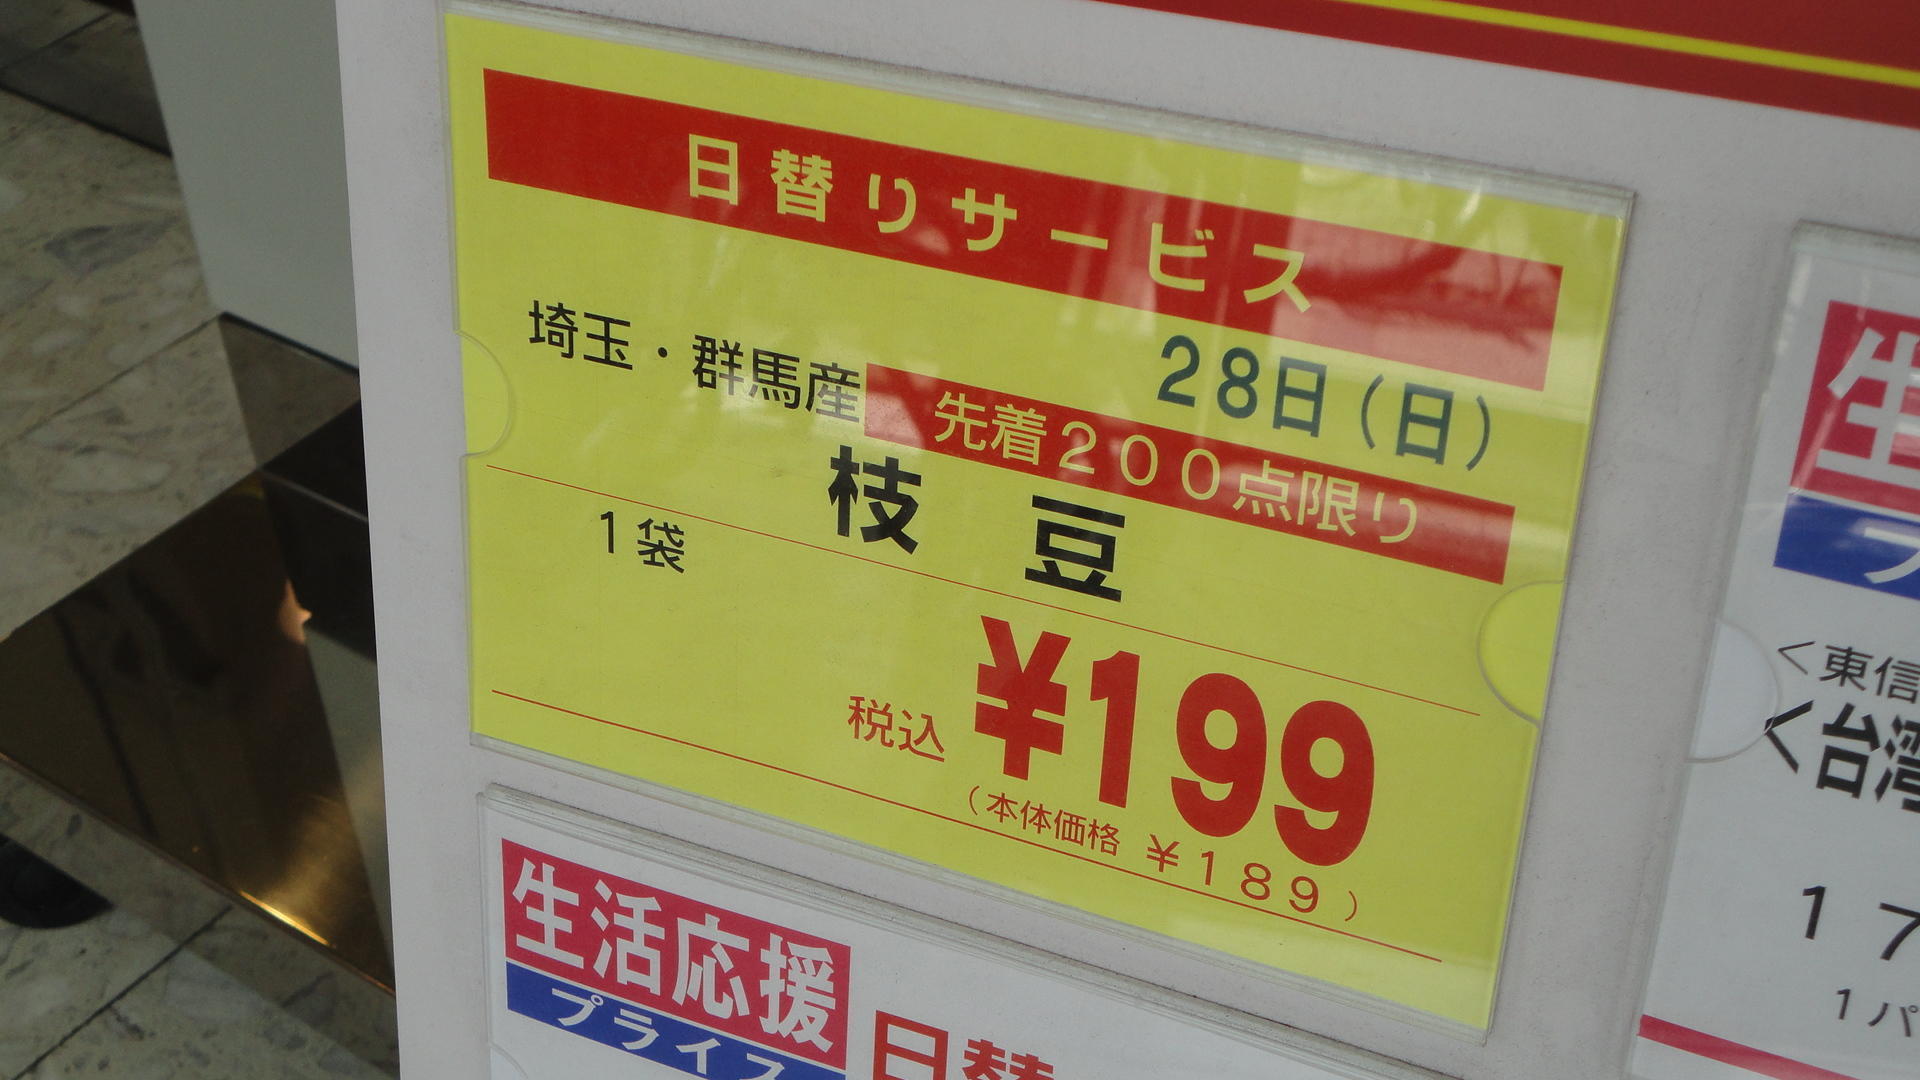 日替りサービス
28日(日)
埼玉・群馬産
先着200点限り
枝豆
1袋
税込 ¥199
(本体価格 ¥189)
生活応援
プライス
日替
<東信
<台湾
17
1パ